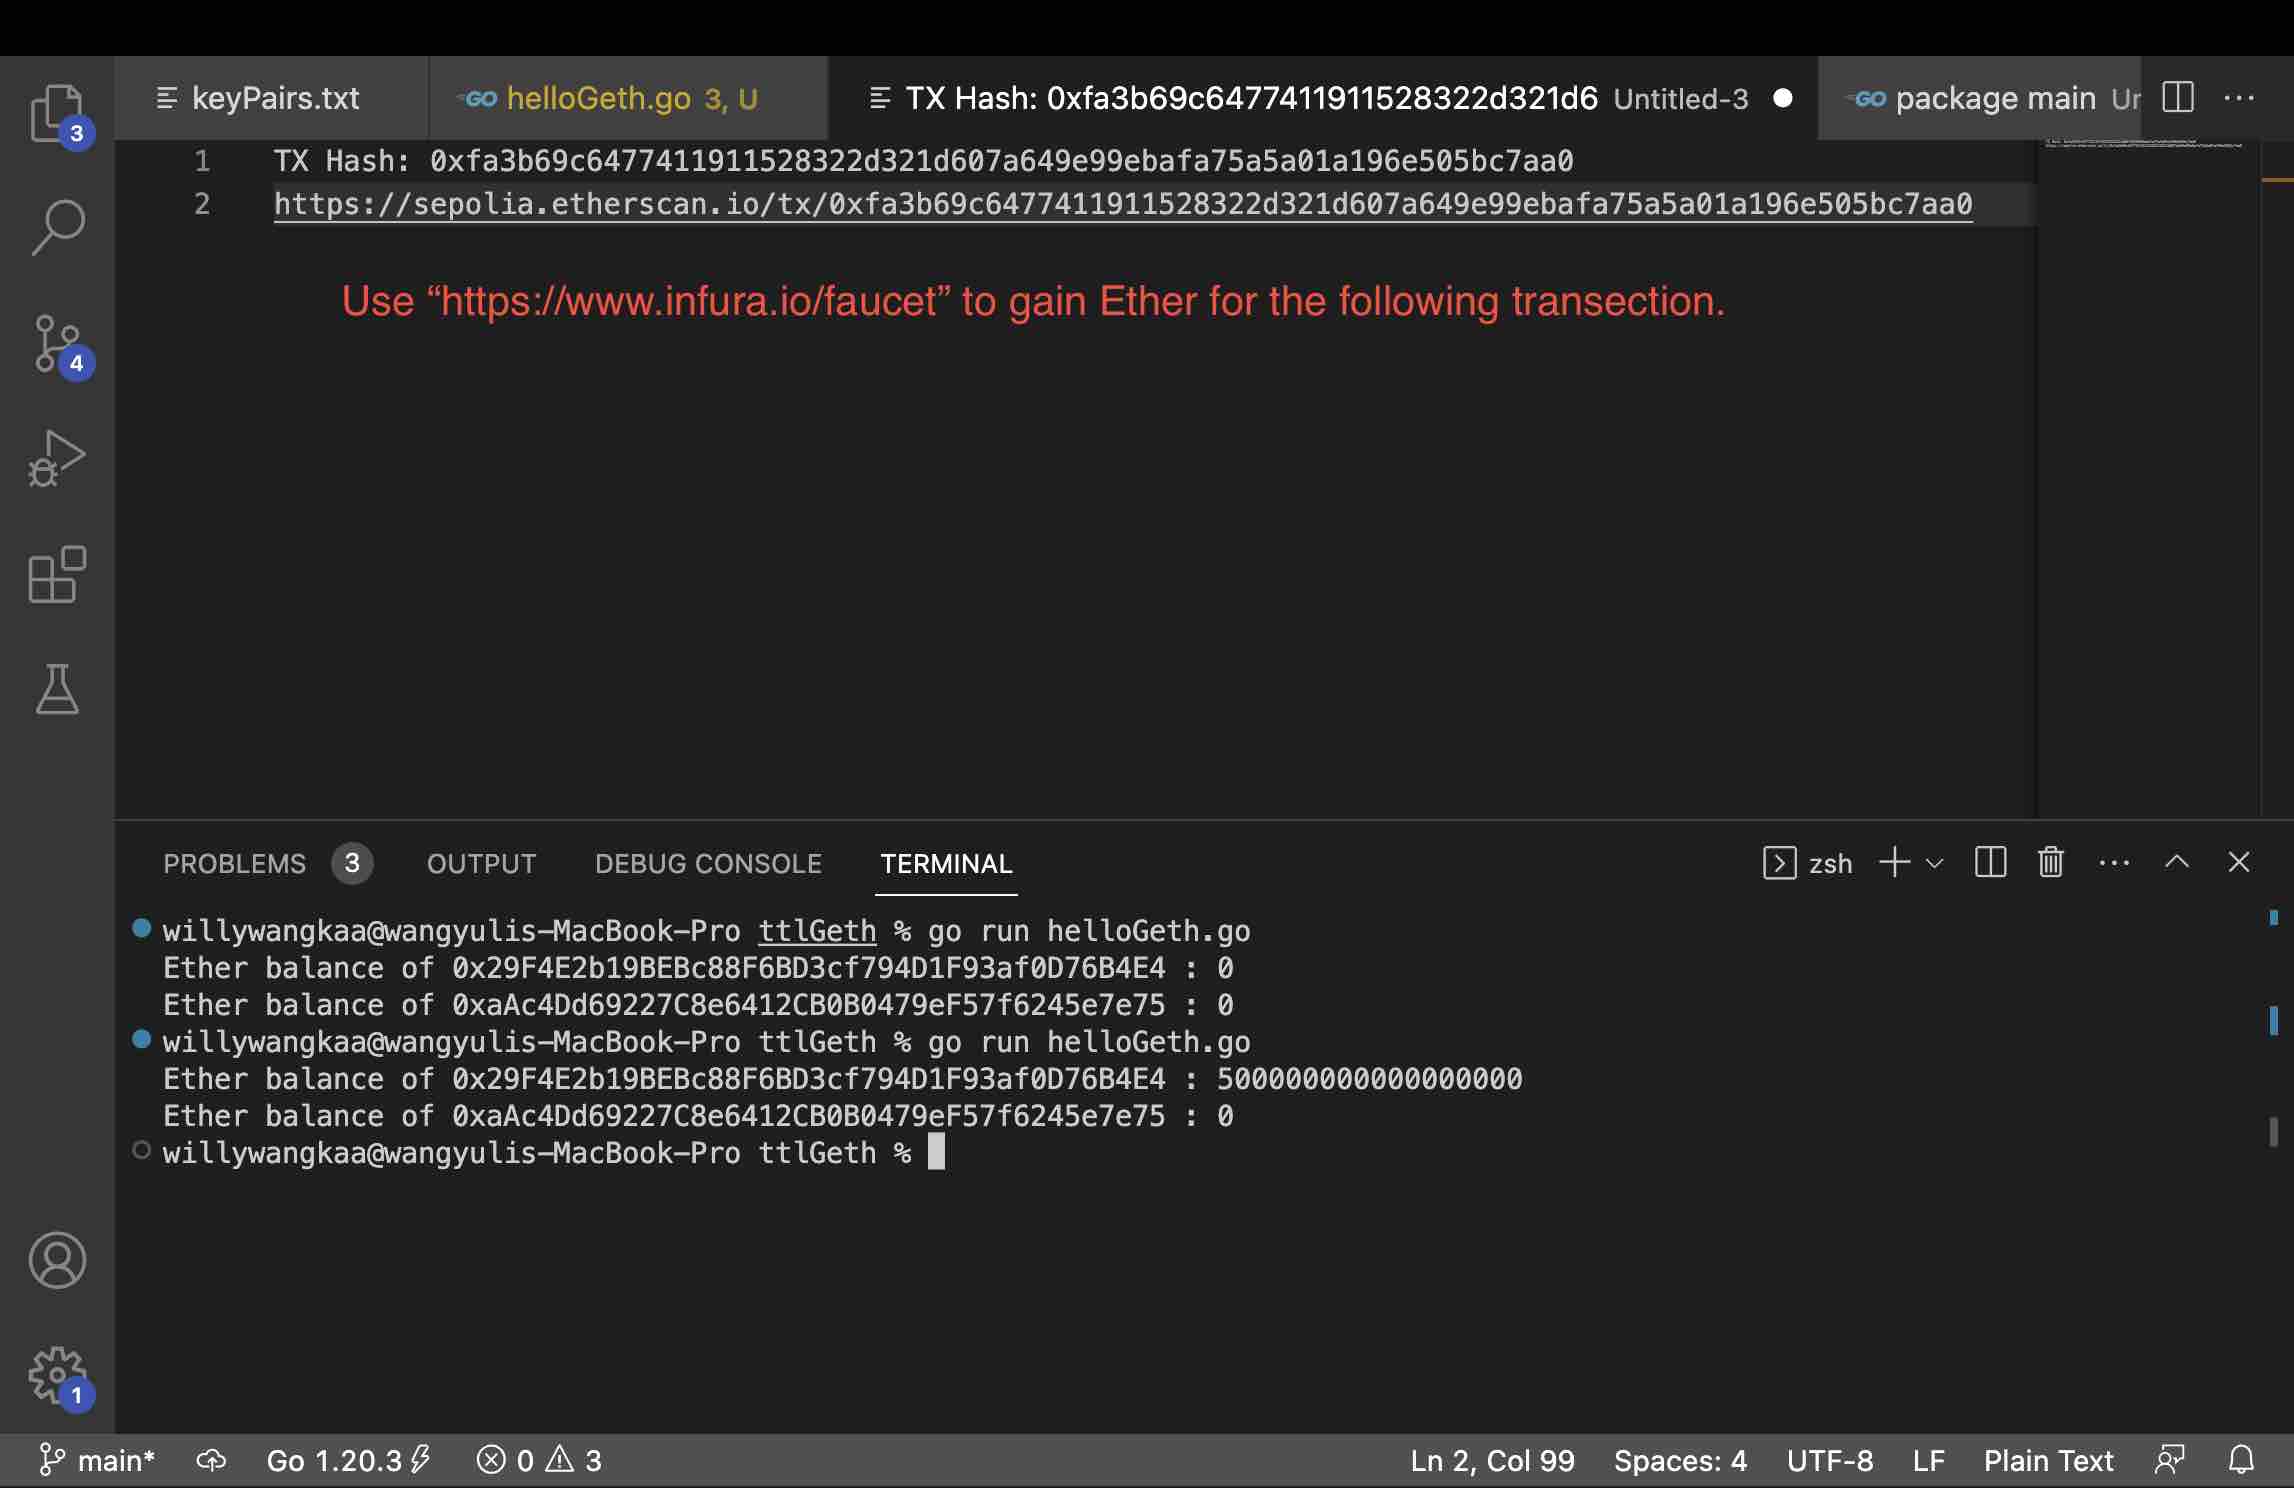 keyPairs.txt
GO helloGeth.go 3, U
TX Hash: 0xfa3b69c6477411911528322d321d6 Untitled-3
GO package main Ur
3
4
1 TX Hash: 0xfa3b69c6477411911528322d321d607a649e99ebafa75a5a01a196e505bc7aa0
2 https://sepolia.etherscan.io/tx/0xfa3b69c6477411911528322d321d607a649e99ebafa75a5a01a196e505bc7aa0
Use “https://www.infura.io/faucet” to gain Ether for the following transection.
PROBLEMS 3 OUTPUT DEBUG CONSOLE TERMINAL
zsh
willywangkaa@wangyulis-MacBook-Pro ttlGeth % go run helloGeth.go
Ether balance of 0x29F4E2b19BEBc88F6BD3cf794D1F93af0D76B4E4 : 0
Ether balance of 0xaAc4Dd69227C8e6412CB0B0479eF57f6245e7e75 : 0
willywangkaa@wangyulis-MacBook-Pro ttlGeth % go run helloGeth.go
Ether balance of 0x29F4E2b19BEBc88F6BD3cf794D1F93af0D76B4E4 : 500000000000000000
Ether balance of 0xaAc4Dd69227C8e6412CB0B0479eF57f6245e7e75 : 0
willywangkaa@wangyulis-MacBook-Pro ttlGeth %
1
main* Go 1.20.3 0 3 Ln 2, Col 99 Spaces: 4 UTF-8 LF Plain Text